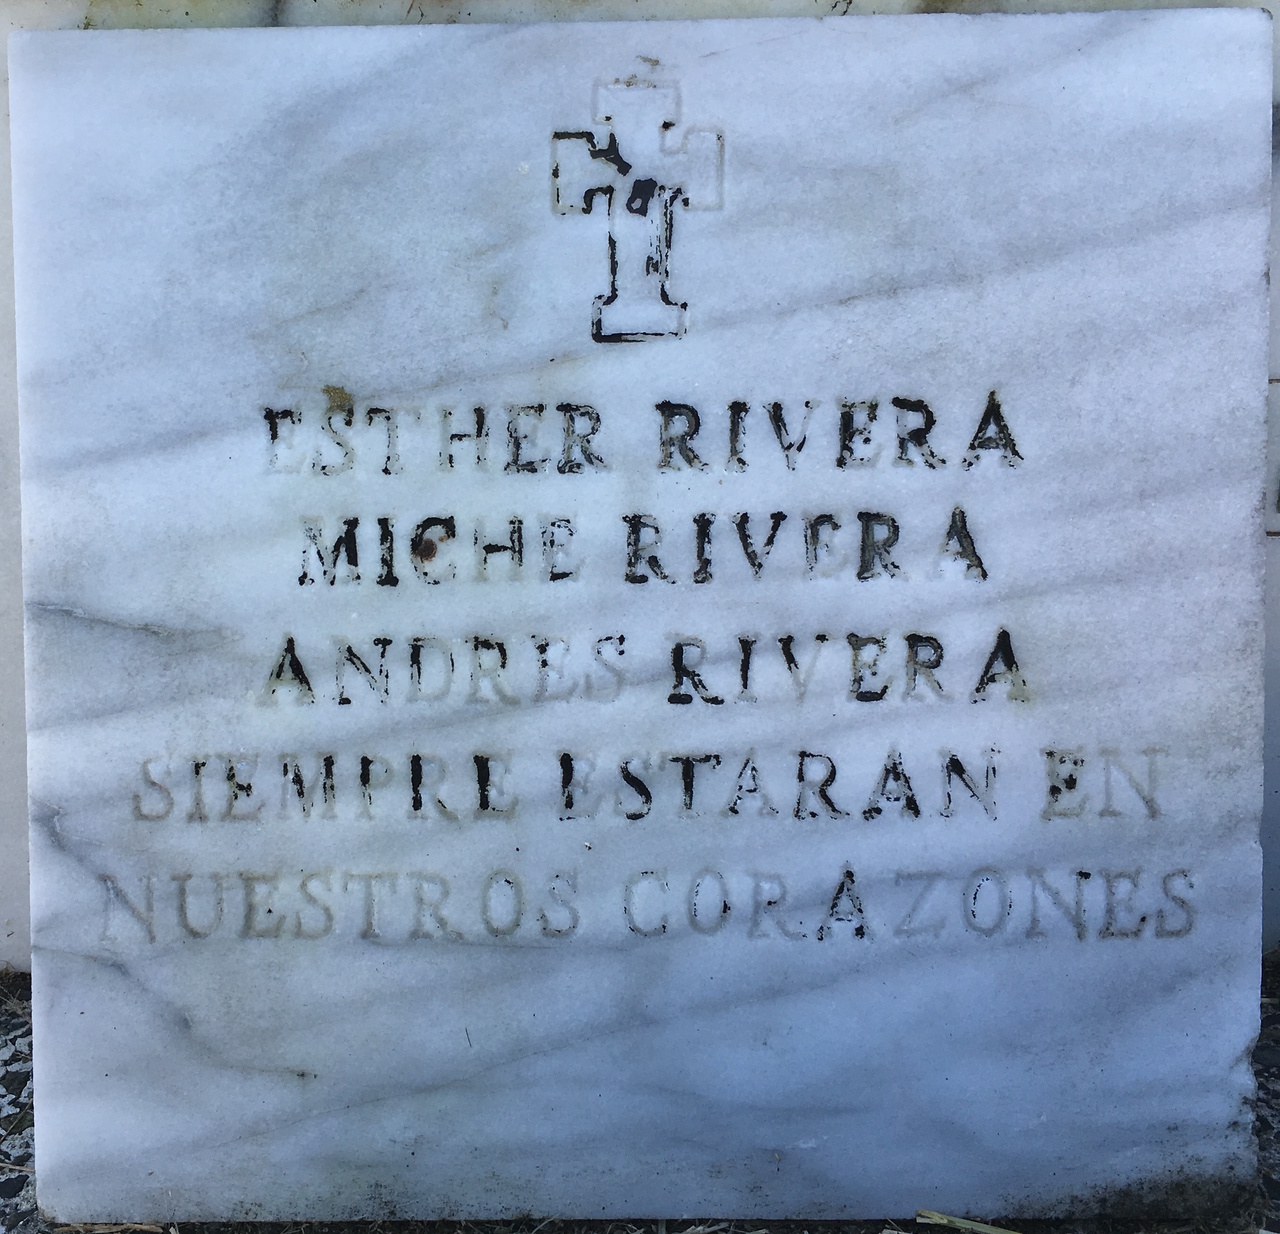 ESTHER RIVERA
MICHE RIVERA
ANDRES RIVERA
SIEMPRE ESTARAN EN
NUESTROS CORAZONES